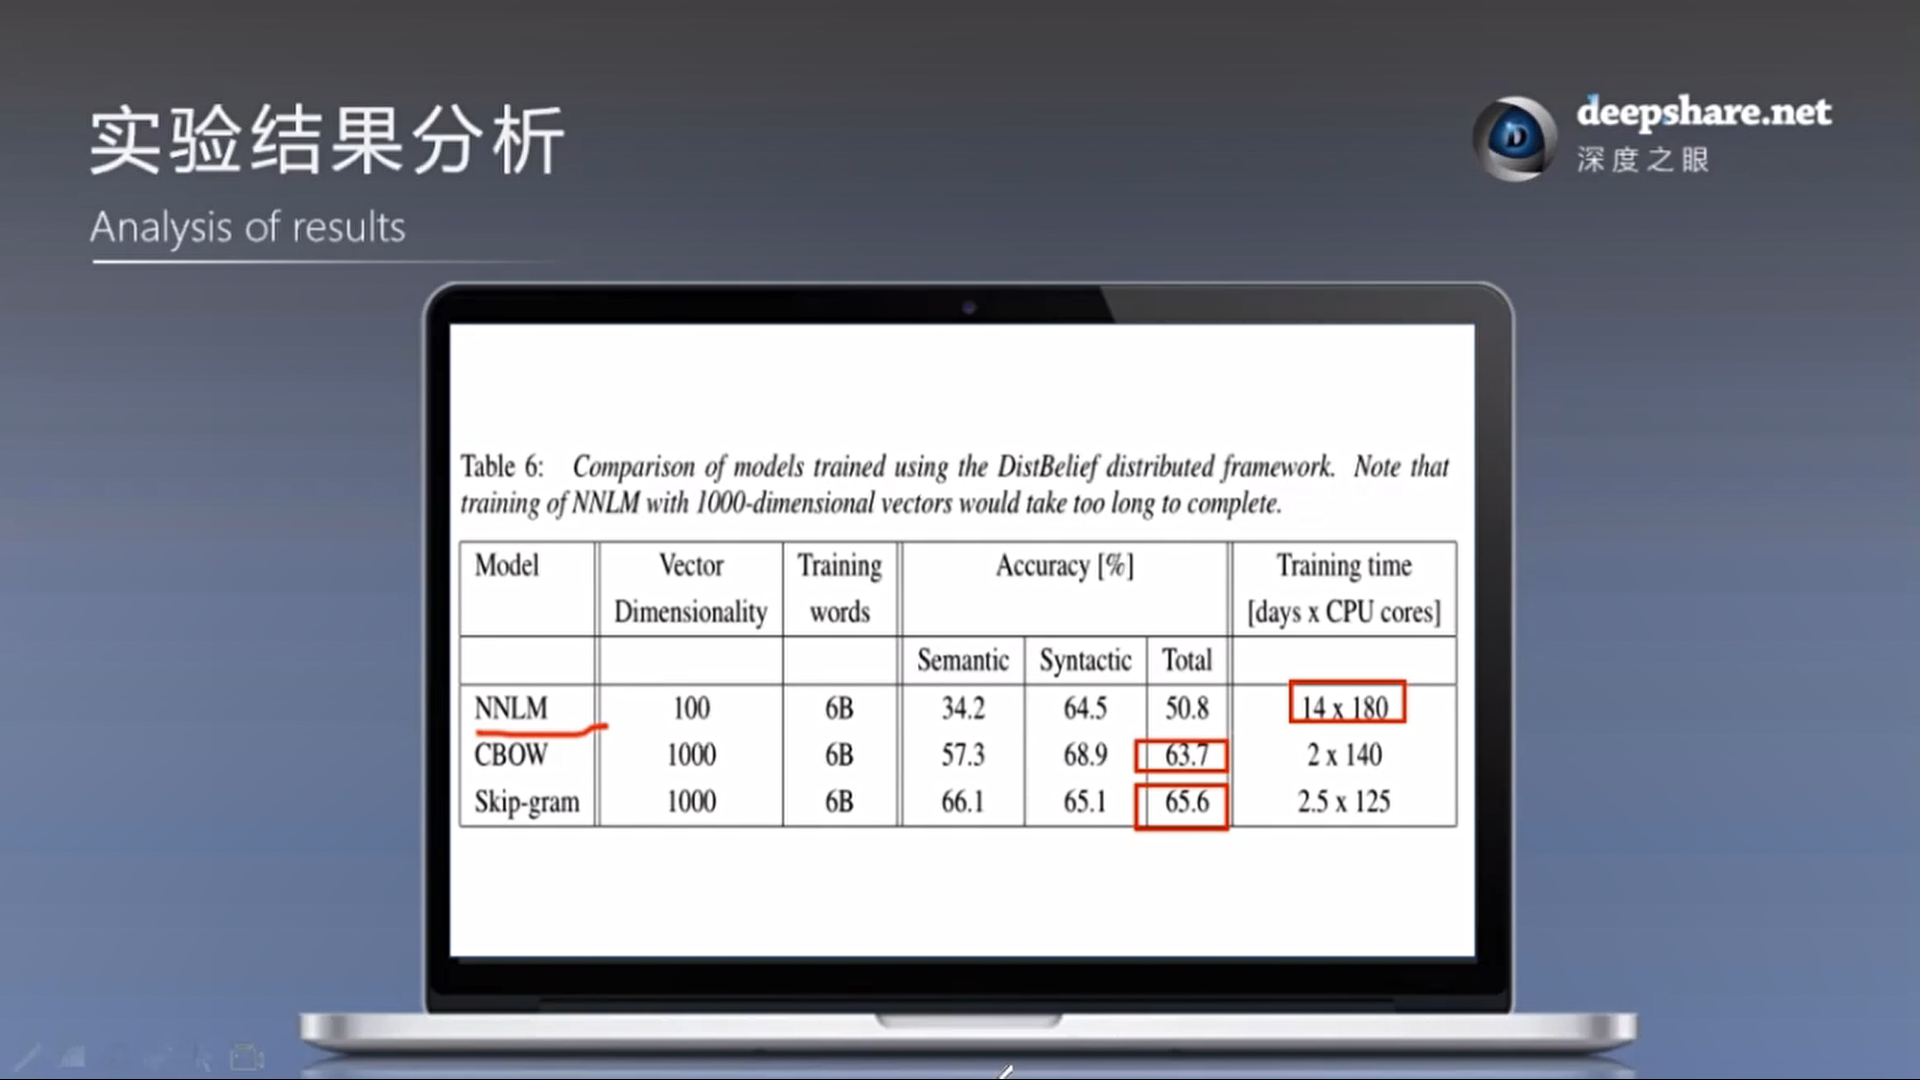 实验结果分析
Analysis of results
deepshare.net
深度之眼
Table 6: Comparison of models trained using the DistBelief distributed framework. Note that
training of NNLM with 1000-dimensional vectors would take too long to complete.
Model Vector Training Accuracy [%] Training time
Dimensionality words [days x CPU cores]
Semantic Syntactic Total
NNLM 100 6B 34.2 64.5 50.8 14 x 180
CBOW 1000 6B 57.3 68.9 63.7 2 x 140
Skip-gram 1000 6B 66.1 65.1 65.6 2.5 x 125